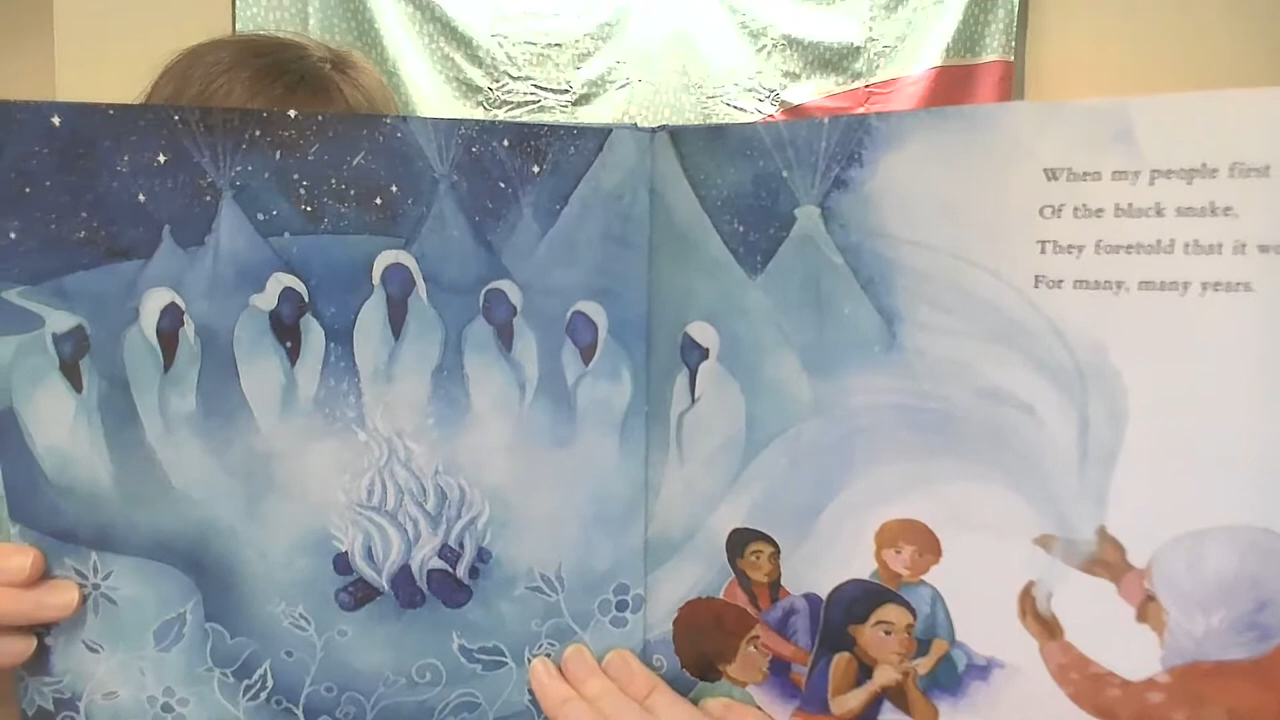 When my people first
Of the black snake,
They foretold that it
For many, many years.